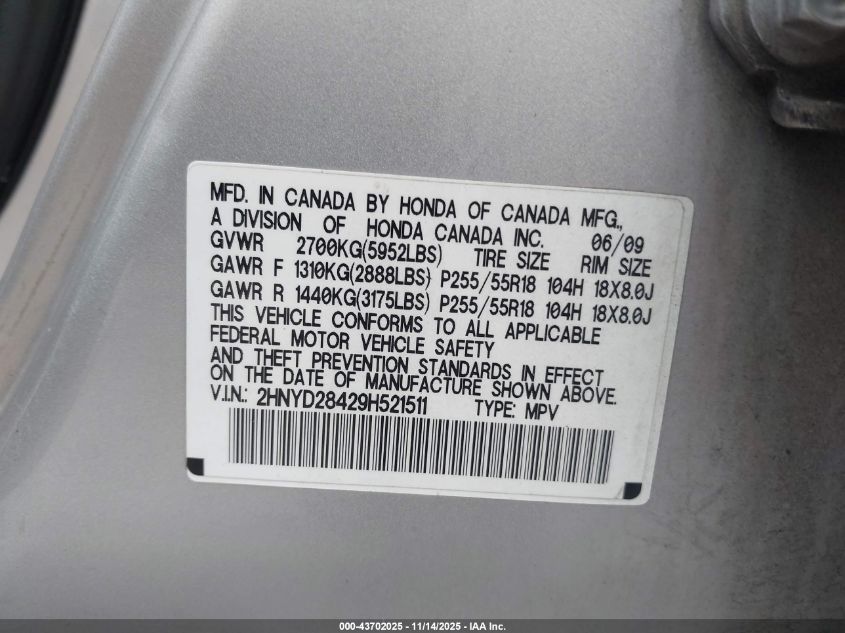 MFD. IN CANADA BY HONDA OF CANADA MFG.,
A DIVISION OF HONDA CANADA INC. 06/09
GVWR 2700KG(5952LBS) TIRE SIZE RIM SIZE
GAWR F 1310KG(2888LBS) P255/55R18 104H 18X8.0J
GAWR R 1440KG(3175LBS) P255/55R18 104H 18X8.0J
THIS VEHICLE CONFORMS TO ALL APPLICABLE
FEDERAL MOTOR VEHICLE SAFETY
AND THEFT PREVENTION STANDARDS IN EFFECT
ON THE DATE OF MANUFACTURE SHOWN ABOVE.
V.I.N.: 2HNYD28429H521511 TYPE: MPV
000-43702025 - 11/14/2025 - IAA Inc.